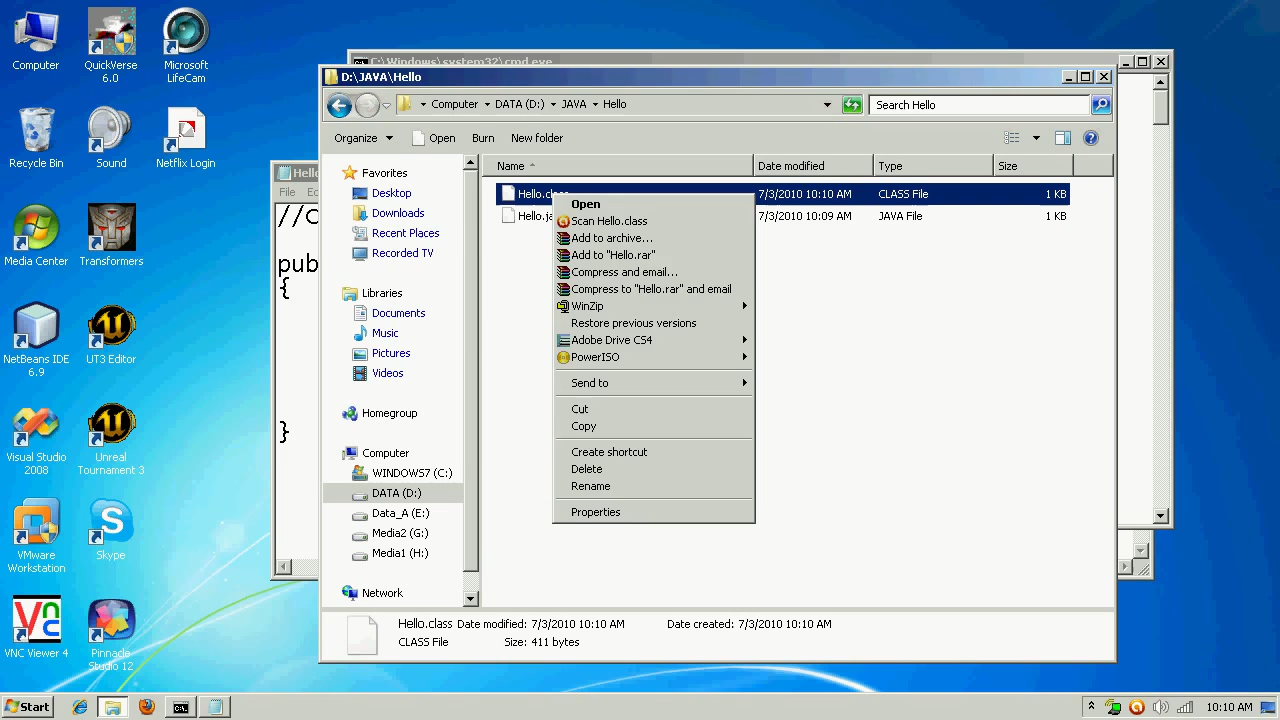 Computer
QuickVerse 6.0
Microsoft LifeCam
Recycle Bin
Sound
Netflix Login
Media Center
Transformers
NetBeans IDE 6.9
UT3 Editor
Visual Studio 2008
Unreal Tournament 3
VMware Workstation
Skype
VNC Viewer 4
Pinnacle Studio 12
C:\Windows\system32\cmd.exe
D:\JAVA\Hello
Computer DATA (D:) JAVA Hello
Search Hello
Organize Open Burn New folder
Name Date modified Type Size
Favorites
Desktop
Downloads
Recent Places
Recorded TV
Libraries
Documents
Music
Pictures
Videos
Homegroup
Computer
WINDOWS7 (C:)
DATA (D:)
Data_A (E:)
Media2 (G:)
Media1 (H:)
Network
Hello.class 7/3/2010 10:10 AM CLASS File 1 KB
Hello.ja 7/3/2010 10:09 AM JAVA File 1 KB
Open
Scan Hello.class
Add to archive...
Add to "Hello.rar"
Compress and email...
Compress to "Hello.rar" and email
WinZip
Restore previous versions
Adobe Drive CS4
PowerISO
Send to
Cut
Copy
Create shortcut
Delete
Rename
Properties
Hello
File Ed
//C
pub
{
}
Hello.class Date modified: 7/3/2010 10:10 AM Date created: 7/3/2010 10:10 AM
CLASS File Size: 411 bytes
Start
10:10 AM